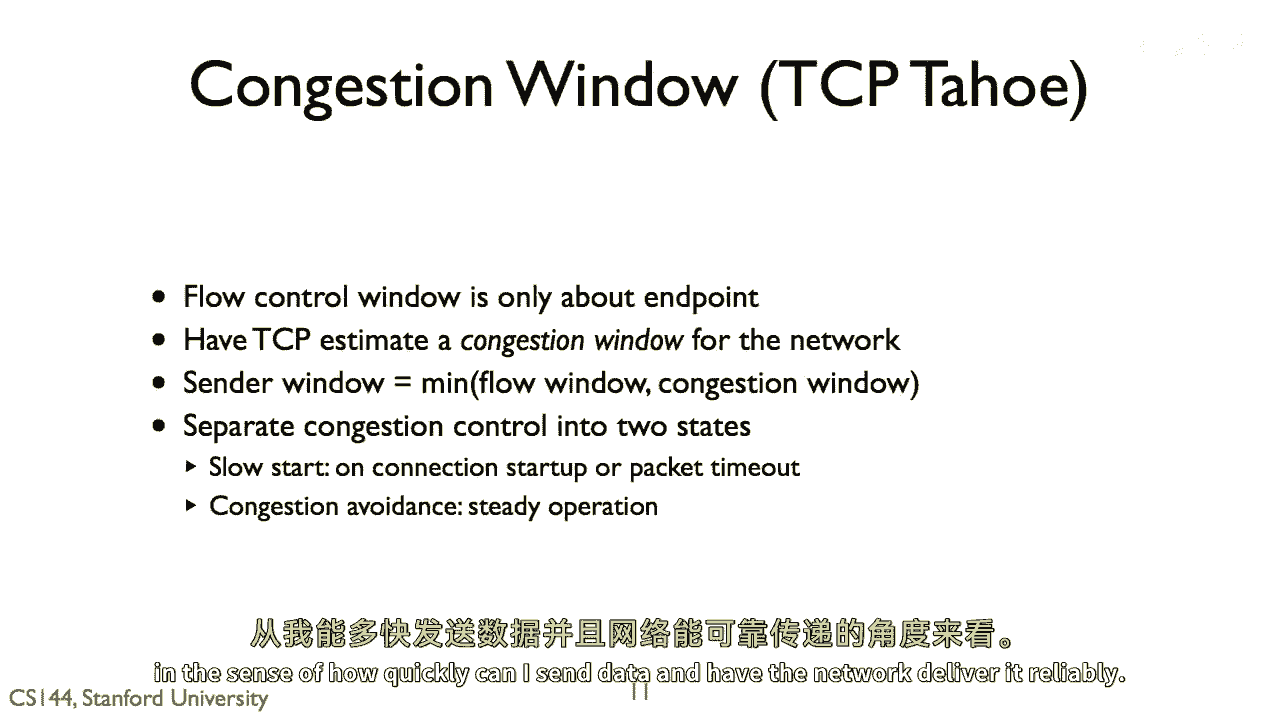 Congestion Window (TCP Tahoe)
• Flow control window is only about endpoint
• Have TCP estimate a congestion window for the network
• Sender window = min(flow window, congestion window)
• Separate congestion control into two states
▸ Slow start: on connection startup or packet timeout
▸ Congestion avoidance: steady operation
从我能多快发送数据并且网络能可靠传递的角度来看。
in the sense of how quickly can I send data and have the network deliver it reliably.
CS144, Stanford University
11